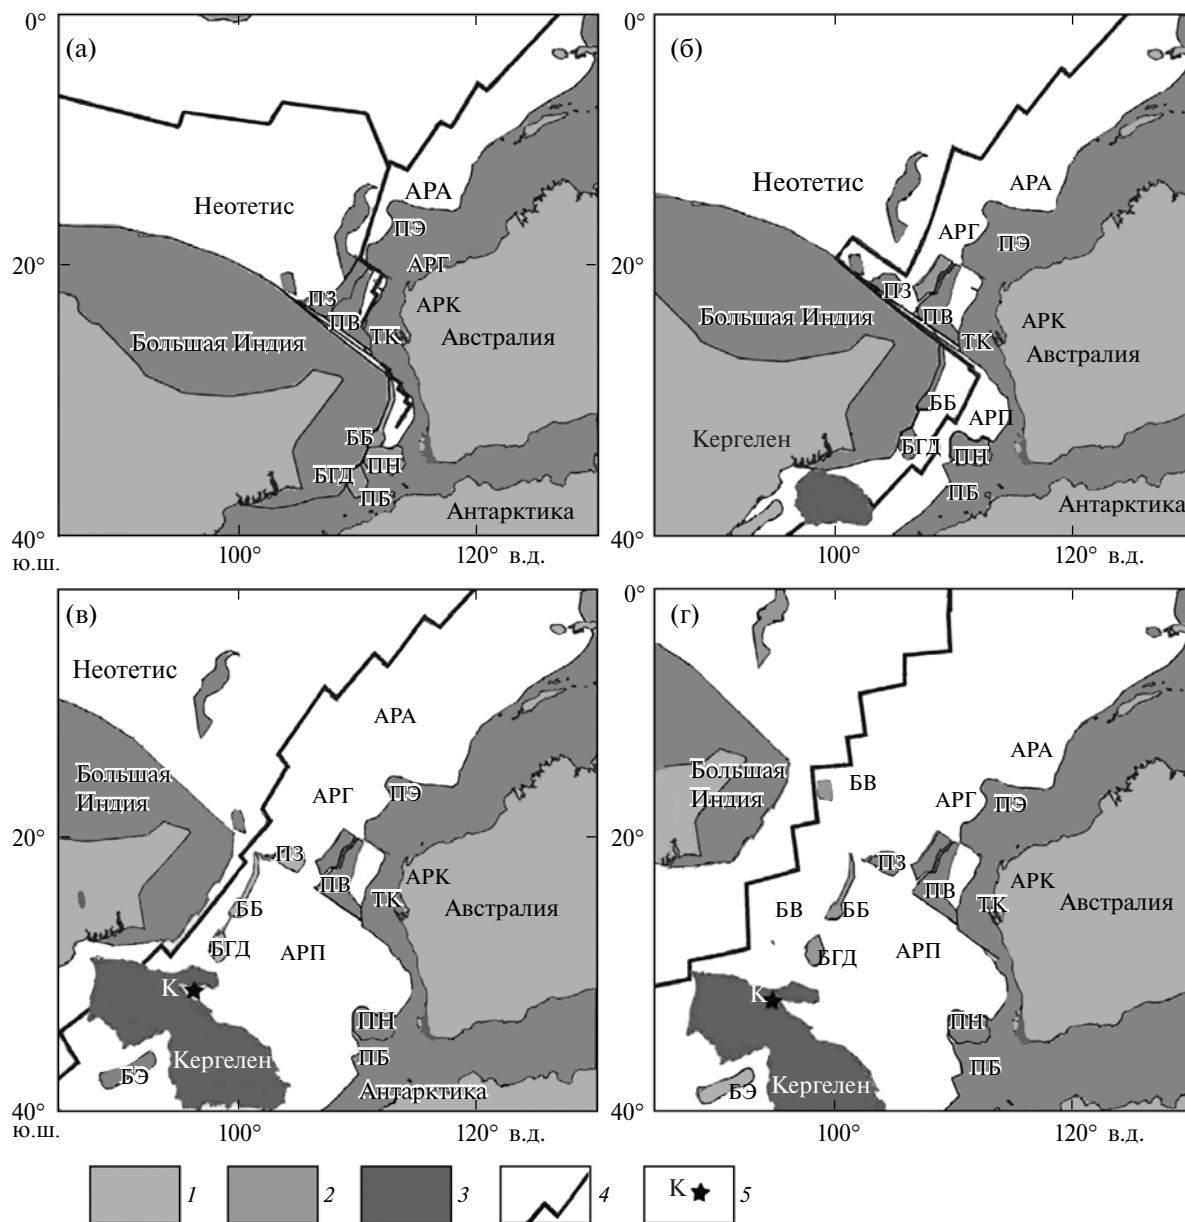 0°
(а)
Неотетис
АРА
ПЭ
20°
АРГ
ПЗ
АРК
ПВ
ТК
Большая Индия
Австралия
ББ
БГД
ПН
ПБ
Антарктика
40°
ю.ш.
100°
120°
в.д.
0°
(б)
Неотетис
АРА
АРГ
ПЭ
20°
ПЗ
Большая Индия
ПВ
АРК
ТК
Австралия
ББ
АРП
Кергелен
БГД
ПН
ПБ
Антарктика
40°
100°
120°
в.д.
(в)
Неотетис
АРА
Большая
Индия
АРГ
ПЭ
20°
ПЗ
ПВ
АРК
ТК
ББ
Австралия
БГД
АРП
К
ПН
Кергелен
ПБ
БЭ
Антарктика
40°
ю.ш.
100°
120°
в.д.
0°
(г)
АРА
Большая
Индия
БВ
АРГ
ПЭ
20°
ПЗ
АРК
ПВ
ТК
БВ
ББ
Австралия
БГД
АРП
К
ПН
ПБ
БЭ
Кергелен
40°
100°
120°
в.д.
1
2
3
4
К
5